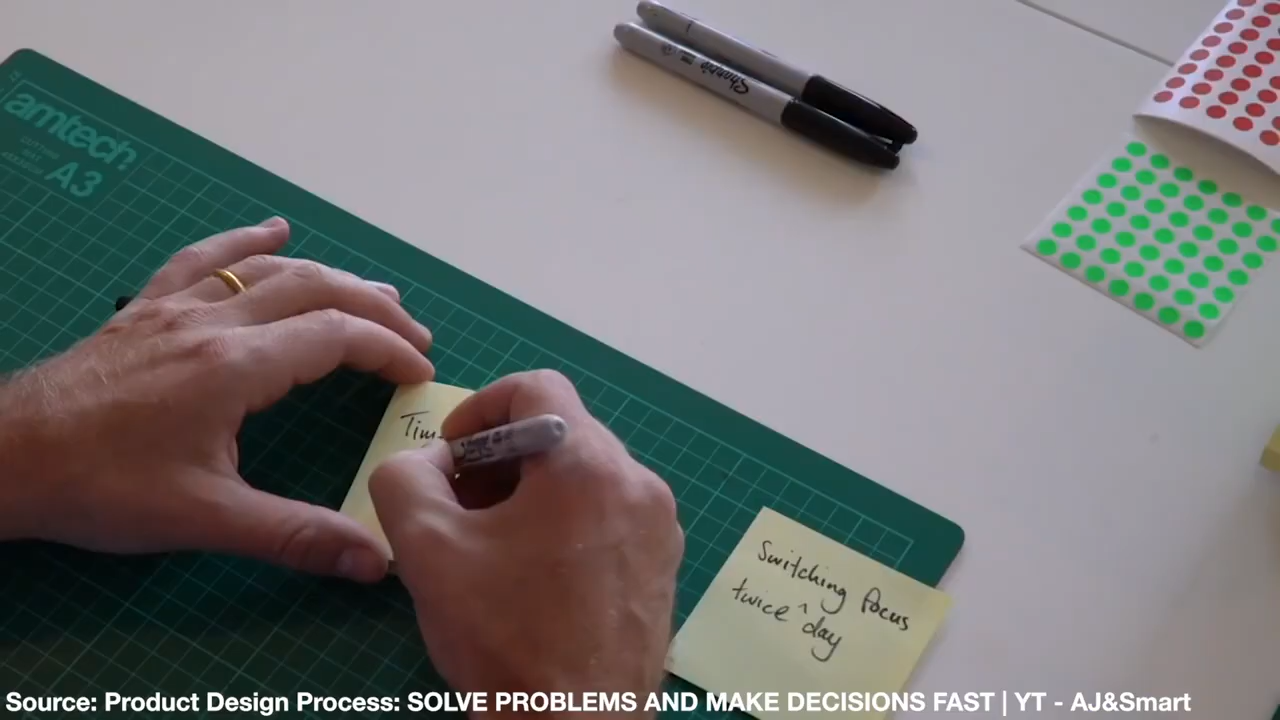 amtech
A3
Sharpie
Tim
Switching focus
twice ^ day
Source: Product Design Process: SOLVE PROBLEMS AND MAKE DECISIONS FAST | YT - AJ&Smart